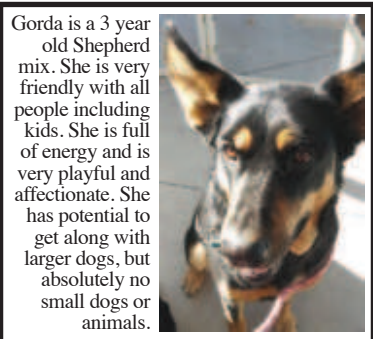 Gorda is a 3 year
old Shepherd
mix. She is very
friendly with all
people including
kids. She is full
of energy and is
very playful and
affectionate. She
has potential to
get along with
larger dogs, but
absolutely no
small dogs or
animals.